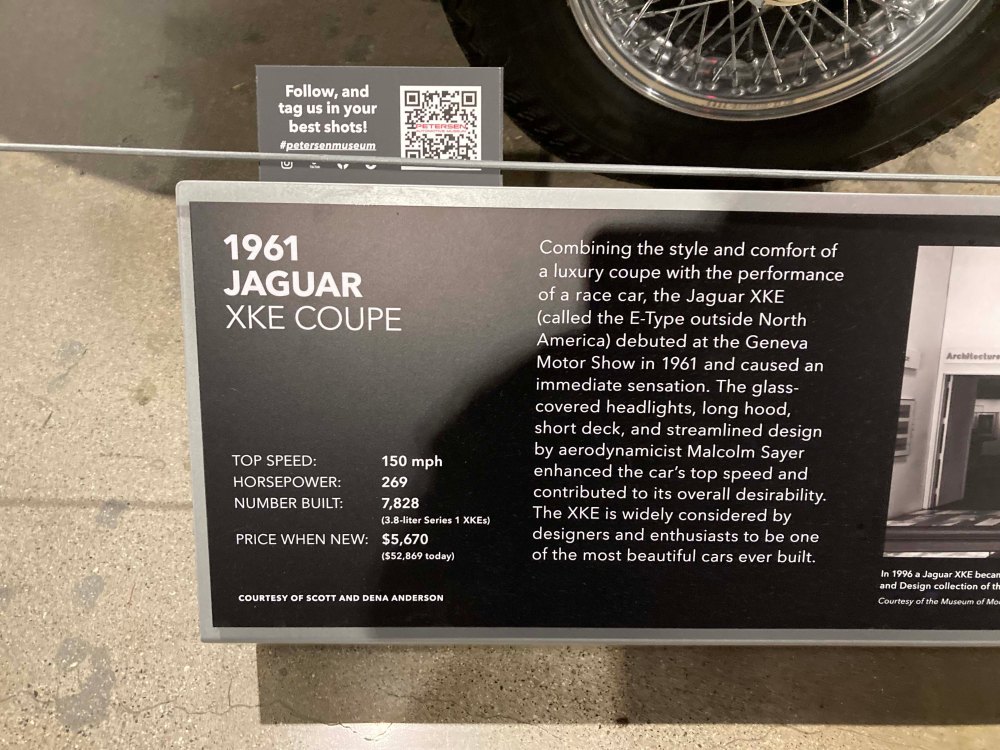 Follow, and
tag us in your
best shots!
#petersenmuseum
PETERSEN
1961
JAGUAR
XKE COUPE
TOP SPEED: 150 mph
HORSEPOWER: 269
NUMBER BUILT: 7,828
(3.8-liter Series 1 XKEs)
PRICE WHEN NEW: $5,670
($52,869 today)
COURTESY OF SCOTT AND DENA ANDERSON
Combining the style and comfort of
a luxury coupe with the performance
of a race car, the Jaguar XKE
(called the E-Type outside North
America) debuted at the Geneva
Motor Show in 1961 and caused an
immediate sensation. The glass-
covered headlights, long hood,
short deck, and streamlined design
by aerodynamicist Malcolm Sayer
enhanced the car's top speed and
contributed to its overall desirability.
The XKE is widely considered by
designers and enthusiasts to be one
of the most beautiful cars ever built.
Architecture
In 1996 a Jaguar XKE becam
and Design collection of th
Courtesy of the Museum of Mo